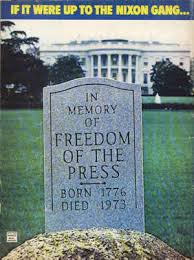 IF IT WERE UP TO THE NIXON GANG...
IN
MEMORY OF
FREEDOM
OF THE
PRESS
BORN 1776
DIED 1973